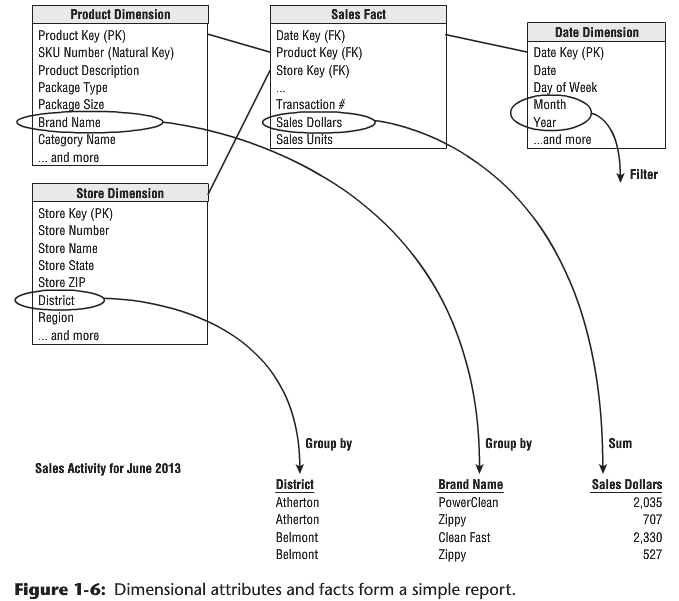 Product Dimension
Product Key (PK)
SKU Number (Natural Key)
Product Description
Package Type
Package Size
Brand Name
Category Name
... and more
Sales Fact
Date Key (FK)
Product Key (FK)
Store Key (FK)
...
Transaction #
Sales Dollars
Sales Units
Date Dimension
Date Key (PK)
Date
Day of Week
Month
Year
...and more
Filter
Store Dimension
Store Key (PK)
Store Number
Store Name
Store State
Store ZIP
District
Region
... and more
Group by
Group by
Sum
Sales Activity for June 2013
District Brand Name Sales Dollars
Atherton PowerClean 2,035
Atherton Zippy 707
Belmont Clean Fast 2,330
Belmont Zippy 527
Figure 1-6: Dimensional attributes and facts form a simple report.